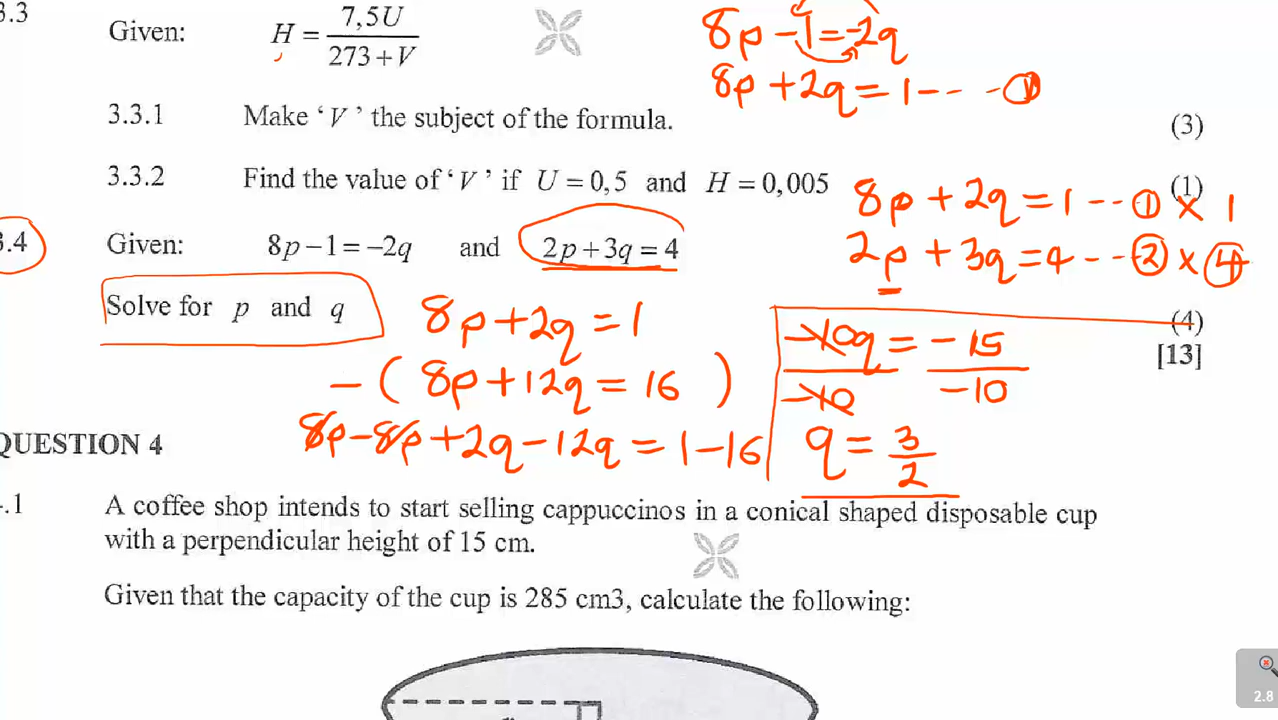 3.3
Given: H = 7,5U / 273 + V
8p - 1 = -2q
8p + 2q = 1 -- - ①
3.3.1 Make ‘V’ the subject of the formula. (3)
3.3.2 Find the value of ‘V’ if U = 0,5 and H = 0,005 (1)
8p + 2q = 1 -- ① × 1
3.4 Given: 8p − 1 = −2q and 2p + 3q = 4
2p + 3q = 4 -- ② × ④
Solve for p and q (4)
[13]
8p + 2q = 1
- ( 8p + 12q = 16 )
8p - 8p + 2q - 12q = 1 - 16
-10q / -10 = -15 / -10
q = 3/2
QUESTION 4
4.1 A coffee shop intends to start selling cappuccinos in a conical shaped disposable cup
with a perpendicular height of 15 cm.
Given that the capacity of the cup is 285 cm3, calculate the following:
2.8